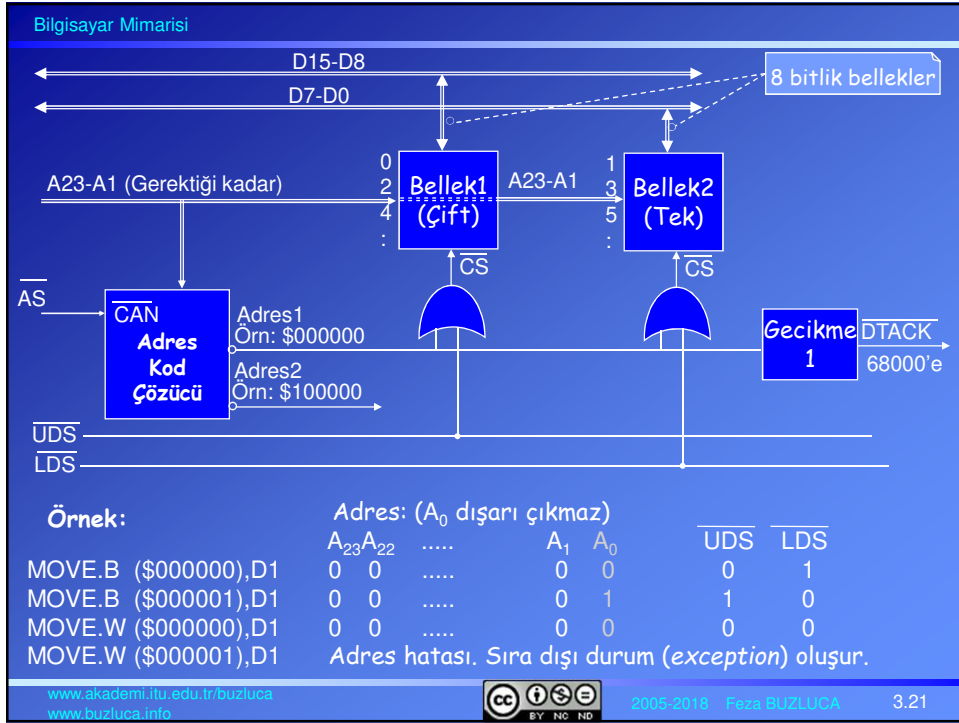 Bilgisayar Mimarisi
D15-D8
8 bitlik bellekler
D7-D0
A23-A1 (Gerektiği kadar)
0
2
4
:
Bellek1
(Çift)
A23-A1
1
3
5
:
Bellek2
(Tek)
CS
CS
AS
CAN
Adres
Kod
Çözücü
Adres1
Örn: $000000
Adres2
Örn: $100000
Gecikme
1
DTACK
68000'e
UDS
LDS
Örnek:
Adres: (A0 dışarı çıkmaz)
A23A22 ..... A1 A0 UDS LDS
MOVE.B ($000000),D1 0 0 ..... 0 0 0 1
MOVE.B ($000001),D1 0 0 ..... 0 1 1 0
MOVE.W ($000000),D1 0 0 ..... 0 0 0 0
MOVE.W ($000001),D1 Adres hatası. Sıra dışı durum (exception) oluşur.
www.akademi.itu.edu.tr/buzluca
www.buzluca.info
cc BY NC ND
2005-2018 Feza BUZLUCA
3.21